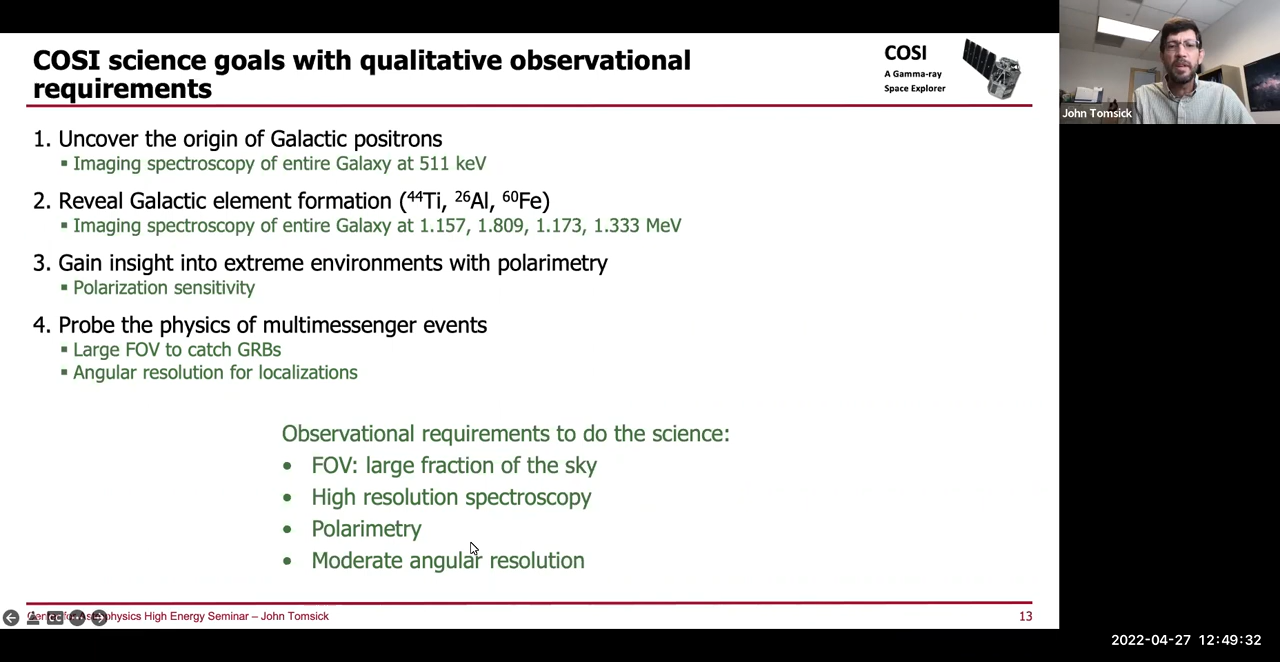 COSI science goals with qualitative observational
requirements
COSI
A Gamma-ray
Space Explorer
John Tomsick
1. Uncover the origin of Galactic positrons
▪ Imaging spectroscopy of entire Galaxy at 511 keV
2. Reveal Galactic element formation (⁴⁴Ti, ²⁶Al, ⁶⁰Fe)
▪ Imaging spectroscopy of entire Galaxy at 1.157, 1.809, 1.173, 1.333 MeV
3. Gain insight into extreme environments with polarimetry
▪ Polarization sensitivity
4. Probe the physics of multimessenger events
▪ Large FOV to catch GRBs
▪ Angular resolution for localizations
Observational requirements to do the science:
• FOV: large fraction of the sky
• High resolution spectroscopy
• Polarimetry
• Moderate angular resolution
High Energy Seminar – John Tomsick
13
2022-04-27 12:49:32